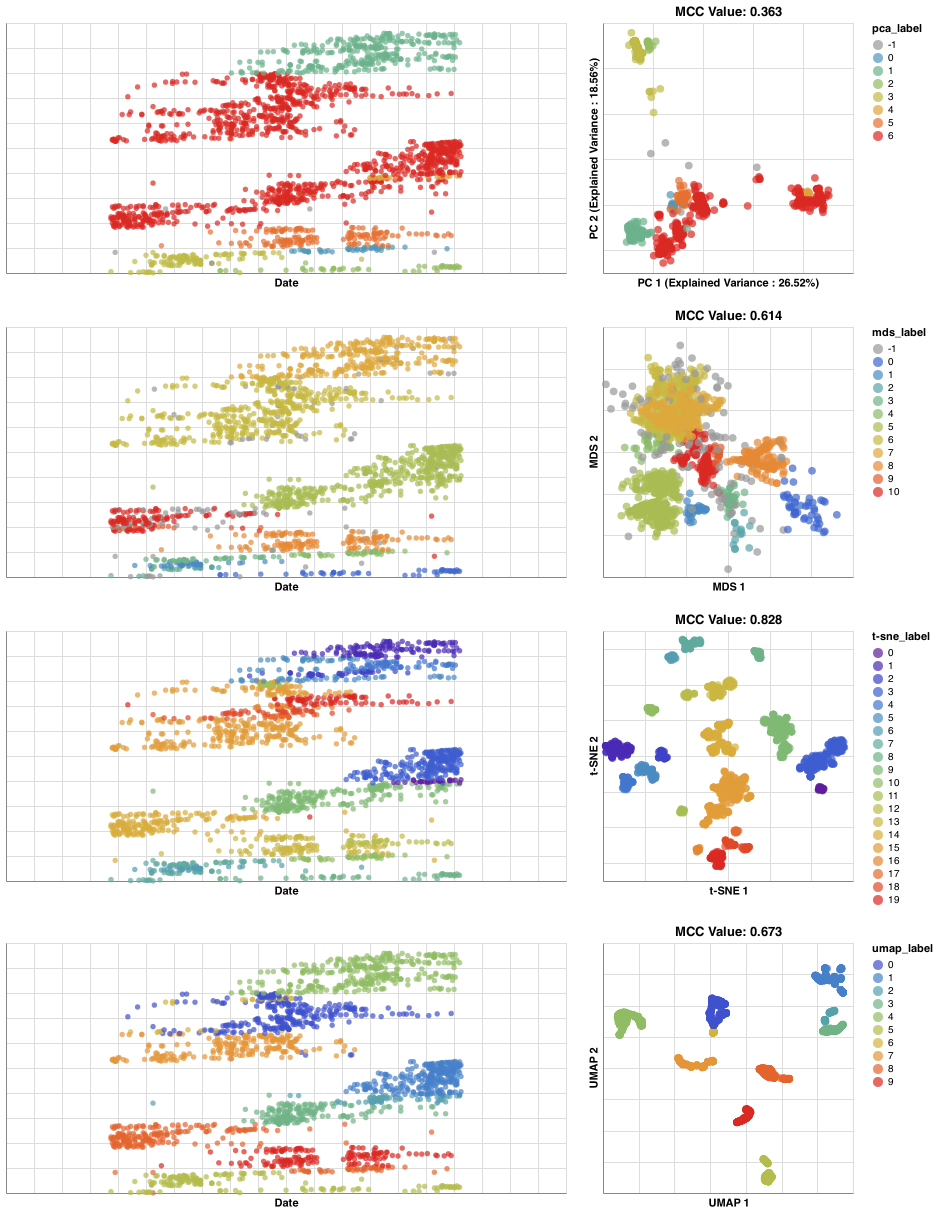 MCC Value: 0.363
PC 2 (Explained Variance : 18.56%)
Date
PC 1 (Explained Variance : 26.52%)
pca_label
-1
0
1
2
3
4
5
6
MCC Value: 0.614
MDS 2
Date
MDS 1
mds_label
-1
0
1
2
3
4
5
6
7
8
9
10
MCC Value: 0.828
t-SNE 2
Date
t-SNE 1
t-sne_label
0
1
2
3
4
5
6
7
8
9
10
11
12
13
14
15
16
17
18
19
MCC Value: 0.673
UMAP 2
Date
UMAP 1
umap_label
0
1
2
3
4
5
6
7
8
9